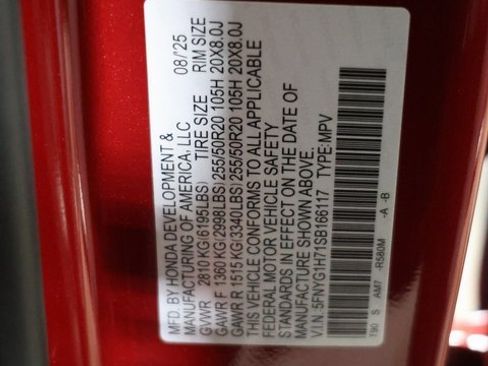 MFD. BY HONDA DEVELOPMENT & 08/'25
MANUFACTURING OF AMERICA, LLC
TIRE SIZE RIM SIZE
GVWR 2810 KG(6195LBS)
GAWR F 1360 KG(2998LBS) 255/50R20 105H 20X8.0J
GAWR R 1515 KG(3340LBS) 255/50R20 105H 20X8.0J
THIS VEHICLE CONFORMS TO ALL APPLICABLE
FEDERAL MOTOR VEHICLE SAFETY
STANDARDS IN EFFECT ON THE DATE OF
MANUFACTURE SHOWN ABOVE.
V.I.N. :5FNYG1H71SB166117 TYPE:MPV
T90 S AM7 -R580M -A -B